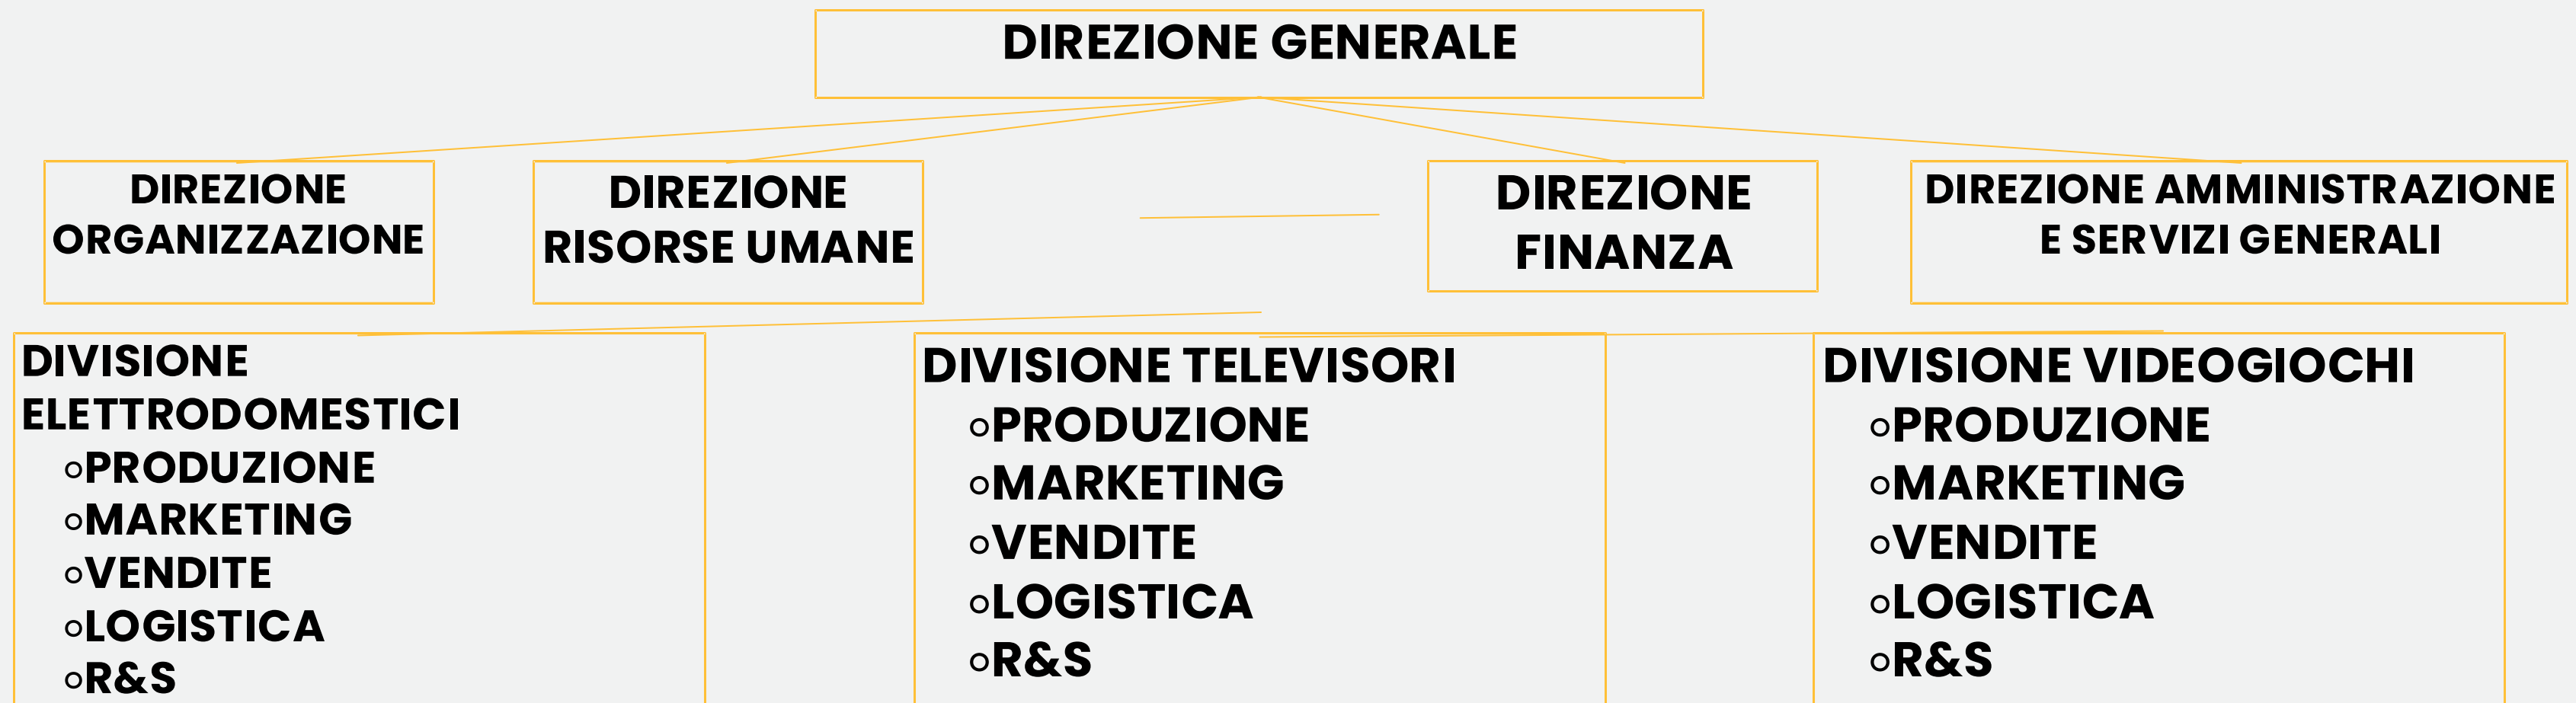 DIREZIONE GENERALE
DIREZIONE
ORGANIZZAZIONE
DIREZIONE
RISORSE UMANE
DIREZIONE
FINANZA
DIREZIONE AMMINISTRAZIONE
E SERVIZI GENERALI
DIVISIONE
ELETTRODOMESTICI
○PRODUZIONE
○MARKETING
○VENDITE
○LOGISTICA
○R&S
DIVISIONE TELEVISORI
○PRODUZIONE
○MARKETING
○VENDITE
○LOGISTICA
○R&S
DIVISIONE VIDEOGIOCHI
○PRODUZIONE
○MARKETING
○VENDITE
○LOGISTICA
○R&S